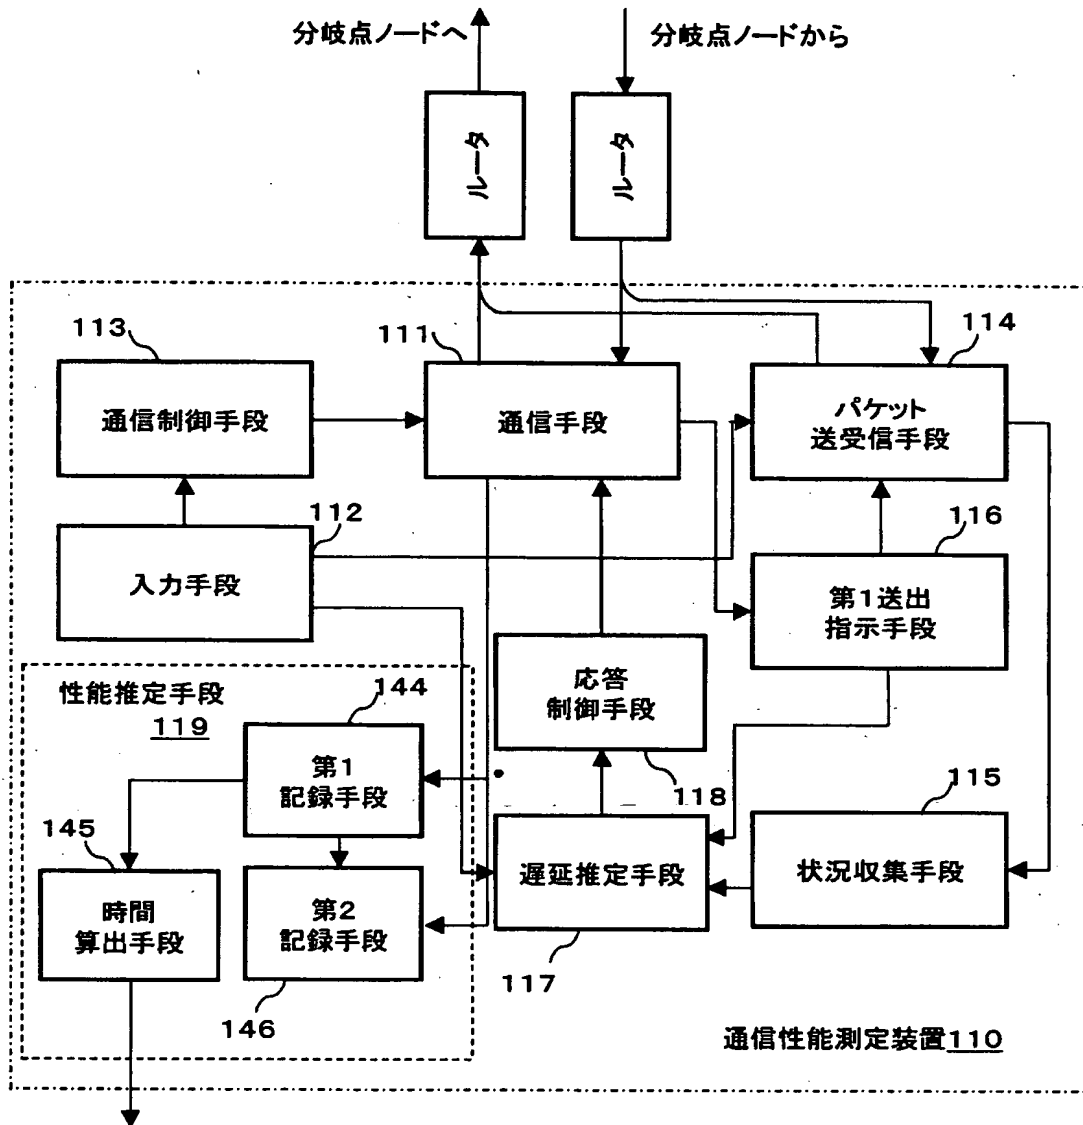 分岐点ノードへ
分岐点ノードから
ルータ
ルータ
113
111
114
通信制御手段
通信手段
パケット
送受信手段
112
116
入力手段
第1送出
指示手段
性能推定手段
119
144
応答
制御手段
第1
記録手段
118
115
145
遅延推定手段
状況収集手段
時間
算出手段
第2
記録手段
117
146
通信性能測定装置110